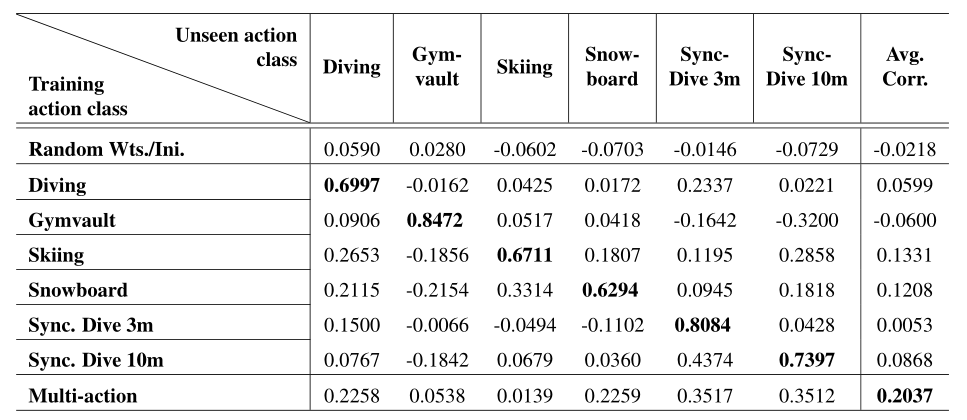 Unseen action class Diving Gym-vault Skiing Snow-board Sync-Dive 3m Sync-Dive 10m Avg. Corr.
Training action class
Random Wts./Ini. 0.0590 0.0280 -0.0602 -0.0703 -0.0146 -0.0729 -0.0218
Diving 0.6997 -0.0162 0.0425 0.0172 0.2337 0.0221 0.0599
Gymvault 0.0906 0.8472 0.0517 0.0418 -0.1642 -0.3200 -0.0600
Skiing 0.2653 -0.1856 0.6711 0.1807 0.1195 0.2858 0.1331
Snowboard 0.2115 -0.2154 0.3314 0.6294 0.0945 0.1818 0.1208
Sync. Dive 3m 0.1500 -0.0066 -0.0494 -0.1102 0.8084 0.0428 0.0053
Sync. Dive 10m 0.0767 -0.1842 0.0679 0.0360 0.4374 0.7397 0.0868
Multi-action 0.2258 0.0538 0.0139 0.2259 0.3517 0.3512 0.2037